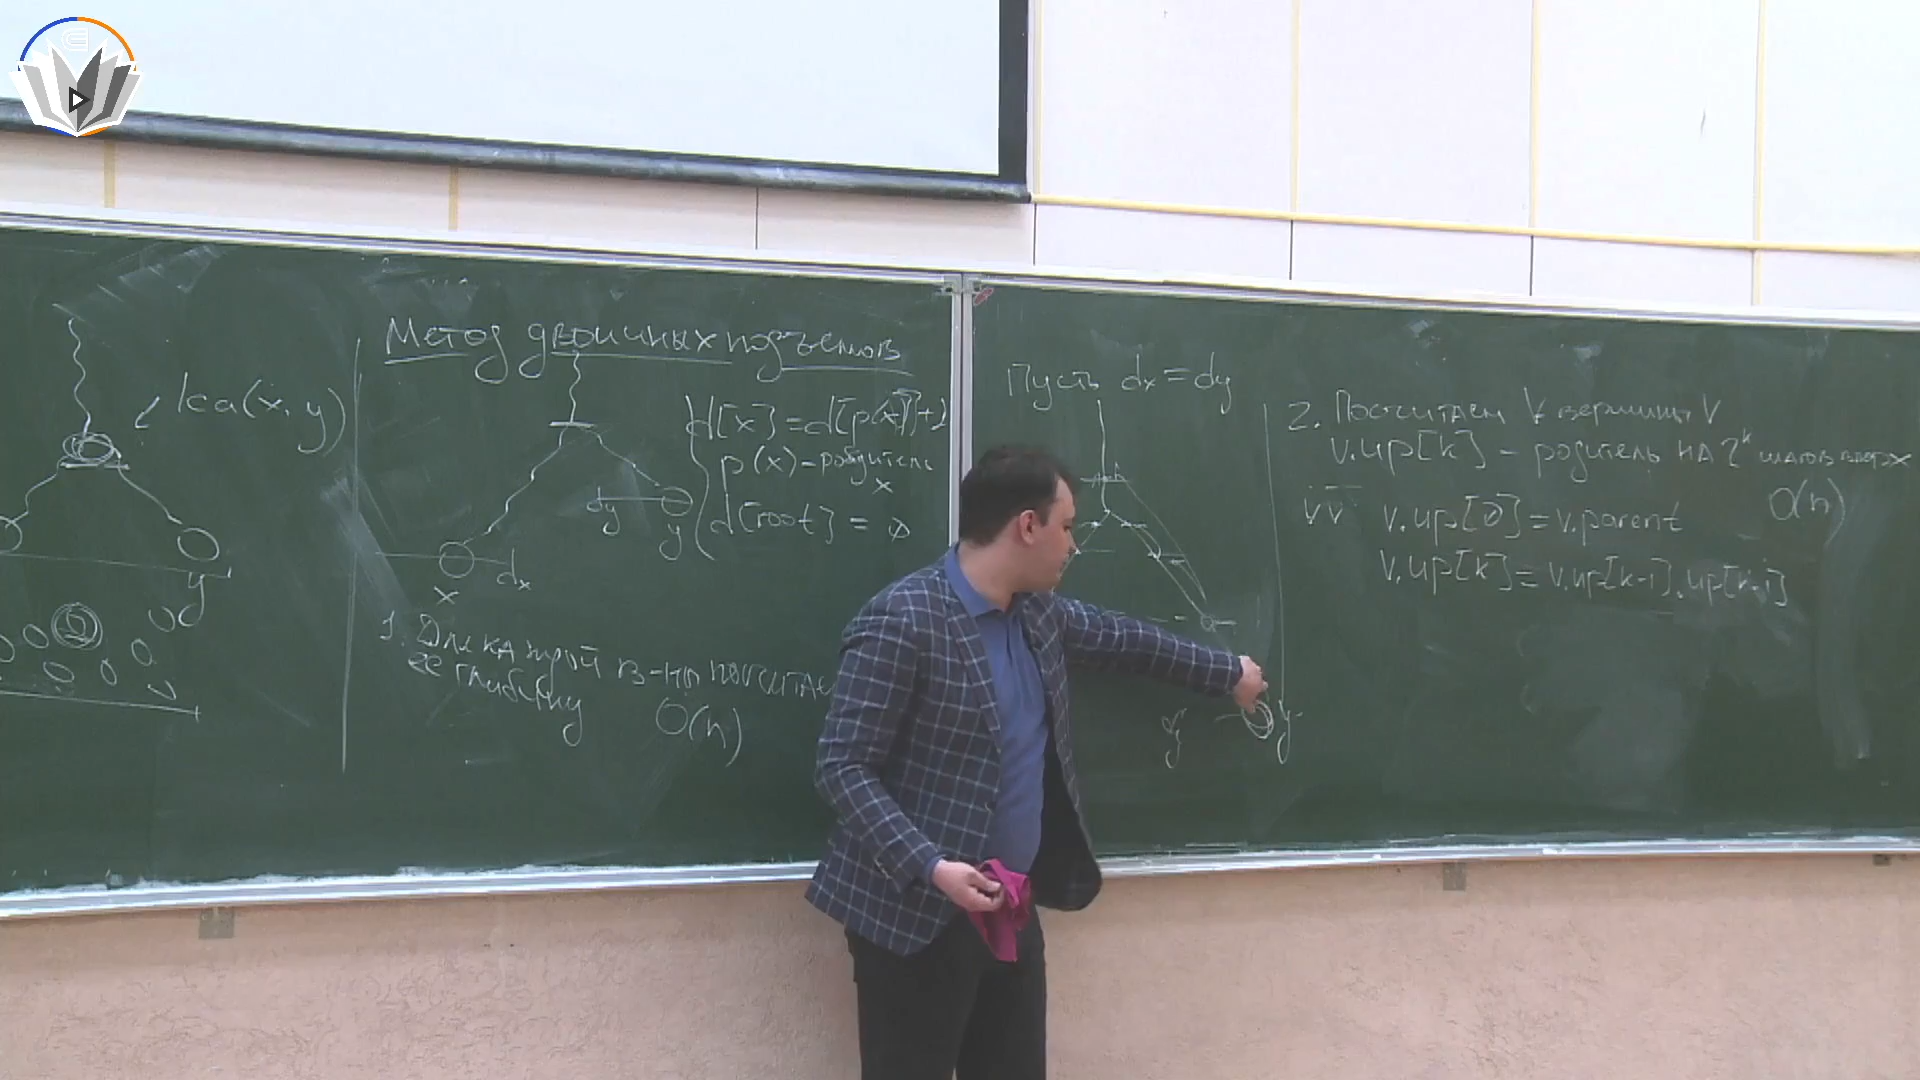 lca(x, y)
y
Метод двоичных подъемов
d[x] = d[p(x)]+1
p(x) - родитель x
d[root] = 0
dy
y
dx
x
1. Для каждой в-ны посчитаем
ее глубину O(n)
Пусть dx = dy
y
2. Посчитаем ∀ вершины V
v.up[k] - родитель на 2^k шагов вверх
v.up[0] = v.parent
O(n)
v.up[k] = v.up[k-1].up[k-1]